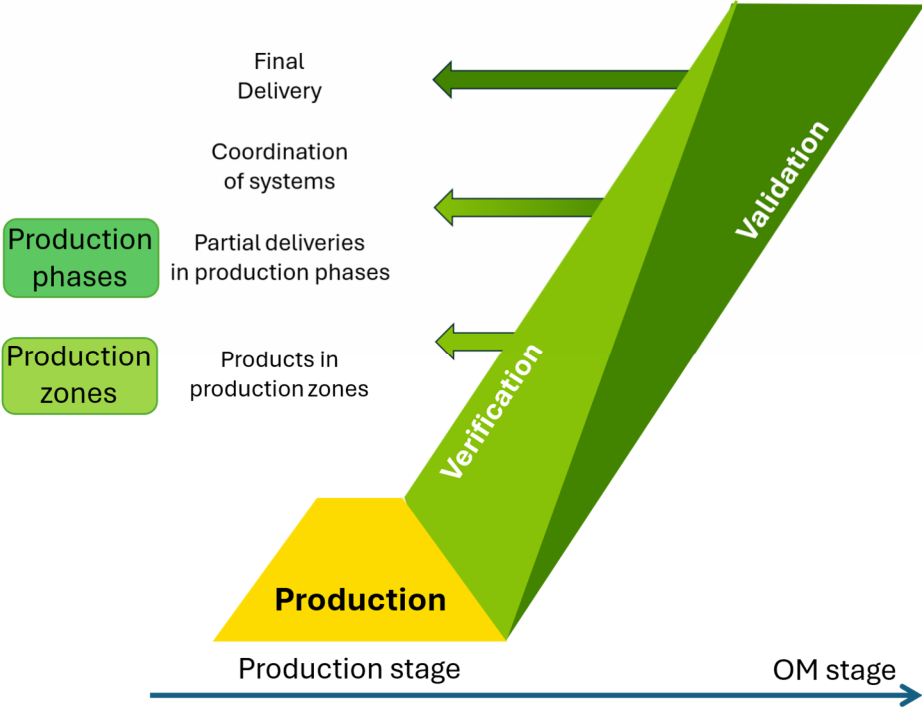 Final
Delivery
Coordination
of systems
Production
phases
Partial deliveries
in production phases
Production
zones
Products in
production zones
Verification
Validation
Production
Production stage
OM stage